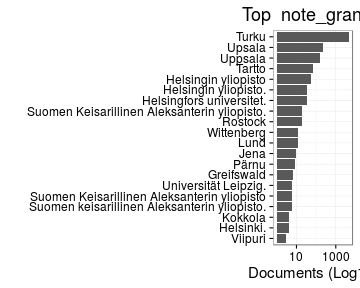 Top note_gran
Turku
Upsala
Uppsala
Tartto
Helsingin yliopisto
Helsingin yliopisto.
Helsingfors universitet.
Suomen Keisarillinen Aleksanterin yliopisto.
Rostock
Wittenberg
Lund
Jena
Pärnu
Greifswald
Universität Leipzig.
Suomen Keisarillinen Aleksanterin yliopisto
Suomen keisarillinen Aleksanterin yliopisto.
Kokkola
Helsinki.
Viipuri
10 1000
Documents (Log1